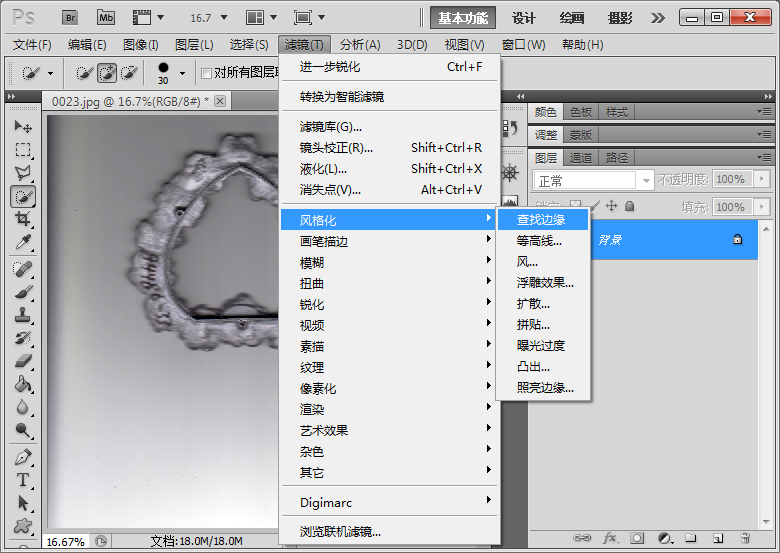 Ps Br Mb 16.7 基本功能 设计 绘画 摄影
文件(F) 编辑(E) 图像(I) 图层(L) 选择(S) 滤镜(T) 分析(A) 3D(D) 视图(V) 窗口(W) 帮助(H)
30 对所有图层取
0023.jpg @ 16.7%(RGB/8#) *
进一步锐化 Ctrl+F
转换为智能滤镜
滤镜库(G)...
镜头校正(R)... Shift+Ctrl+R
液化(L)... Shift+Ctrl+X
消失点(V)... Alt+Ctrl+V
风格化
画笔描边
模糊
扭曲
锐化
视频
素描
纹理
像素化
渲染
艺术效果
杂色
其它
Digimarc
浏览联机滤镜...
查找边缘
等高线...
风...
浮雕效果...
扩散...
拼贴...
曝光过度
凸出...
照亮边缘...
颜色 色板 样式
调整 蒙版
图层 通道 路径
正常 不透明度: 100%
填充: 100%
背景
16.67% 文档:18.0M/18.0M